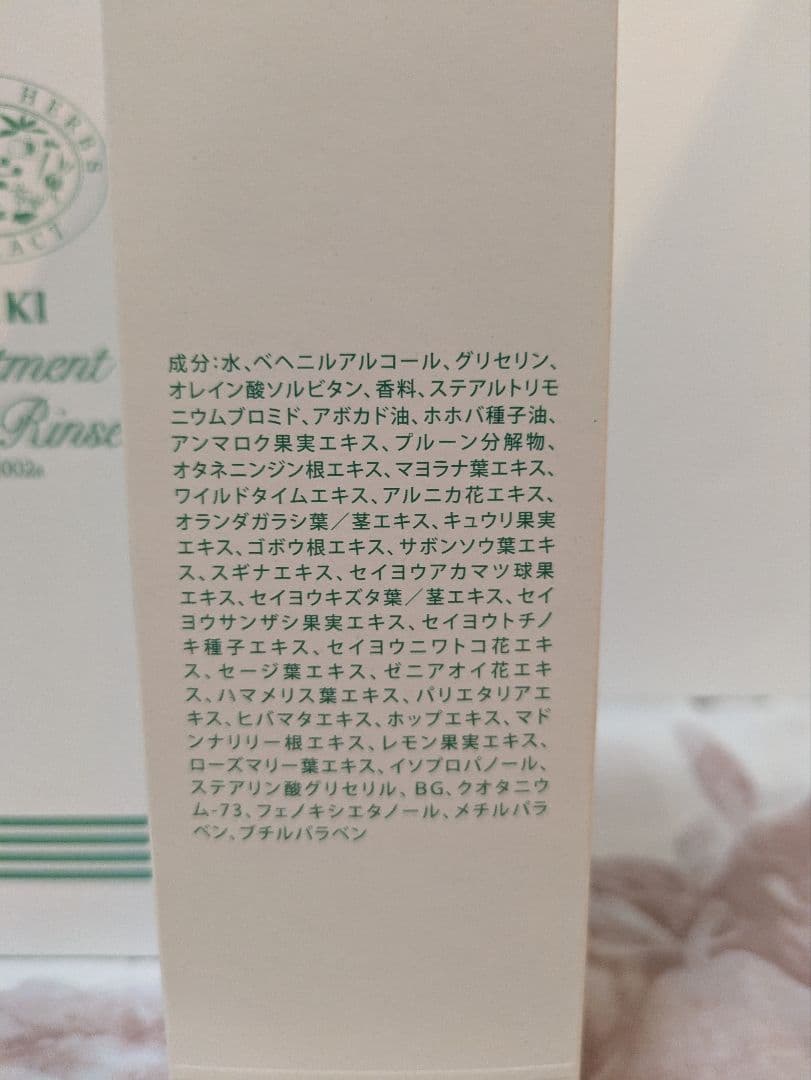 HERBS
ACT
KI
tment
Rinse
成分:水、ベヘニルアルコール、グリセリン、
オレイン酸ソルビタン、香料、ステアルトリモ
ニウムブロミド、アボカド油、ホホバ種子油、
アンマロク果実エキス、プルーン分解物、
オタネニンジン根エキス、マヨラナ葉エキス、
ワイルドタイムエキス、アルニカ花エキス、
オランダガラシ葉/茎エキス、キュウリ果実
エキス、ゴボウ根エキス、サボンソウ葉エキ
ス、スギナエキス、セイヨウアカマツ球果
エキス、セイヨウキズタ葉/茎エキス、セイ
ヨウサンザシ果実エキス、セイヨウトチノ
キ種子エキス、セイヨウニワトコ花エキ
ス、セージ葉エキス、ゼニアオイ花エキ
ス、ハマメリス葉エキス、パリエタリアエ
キス、ヒバマタエキス、ホップエキス、マド
ンナリリー根エキス、レモン果実エキス、
ローズマリー葉エキス、イソプロパノール、
ステアリン酸グリセリル、BG、クオタニウ
ム-73、フェノキシエタノール、メチルパラ
ベン、ブチルパラベン